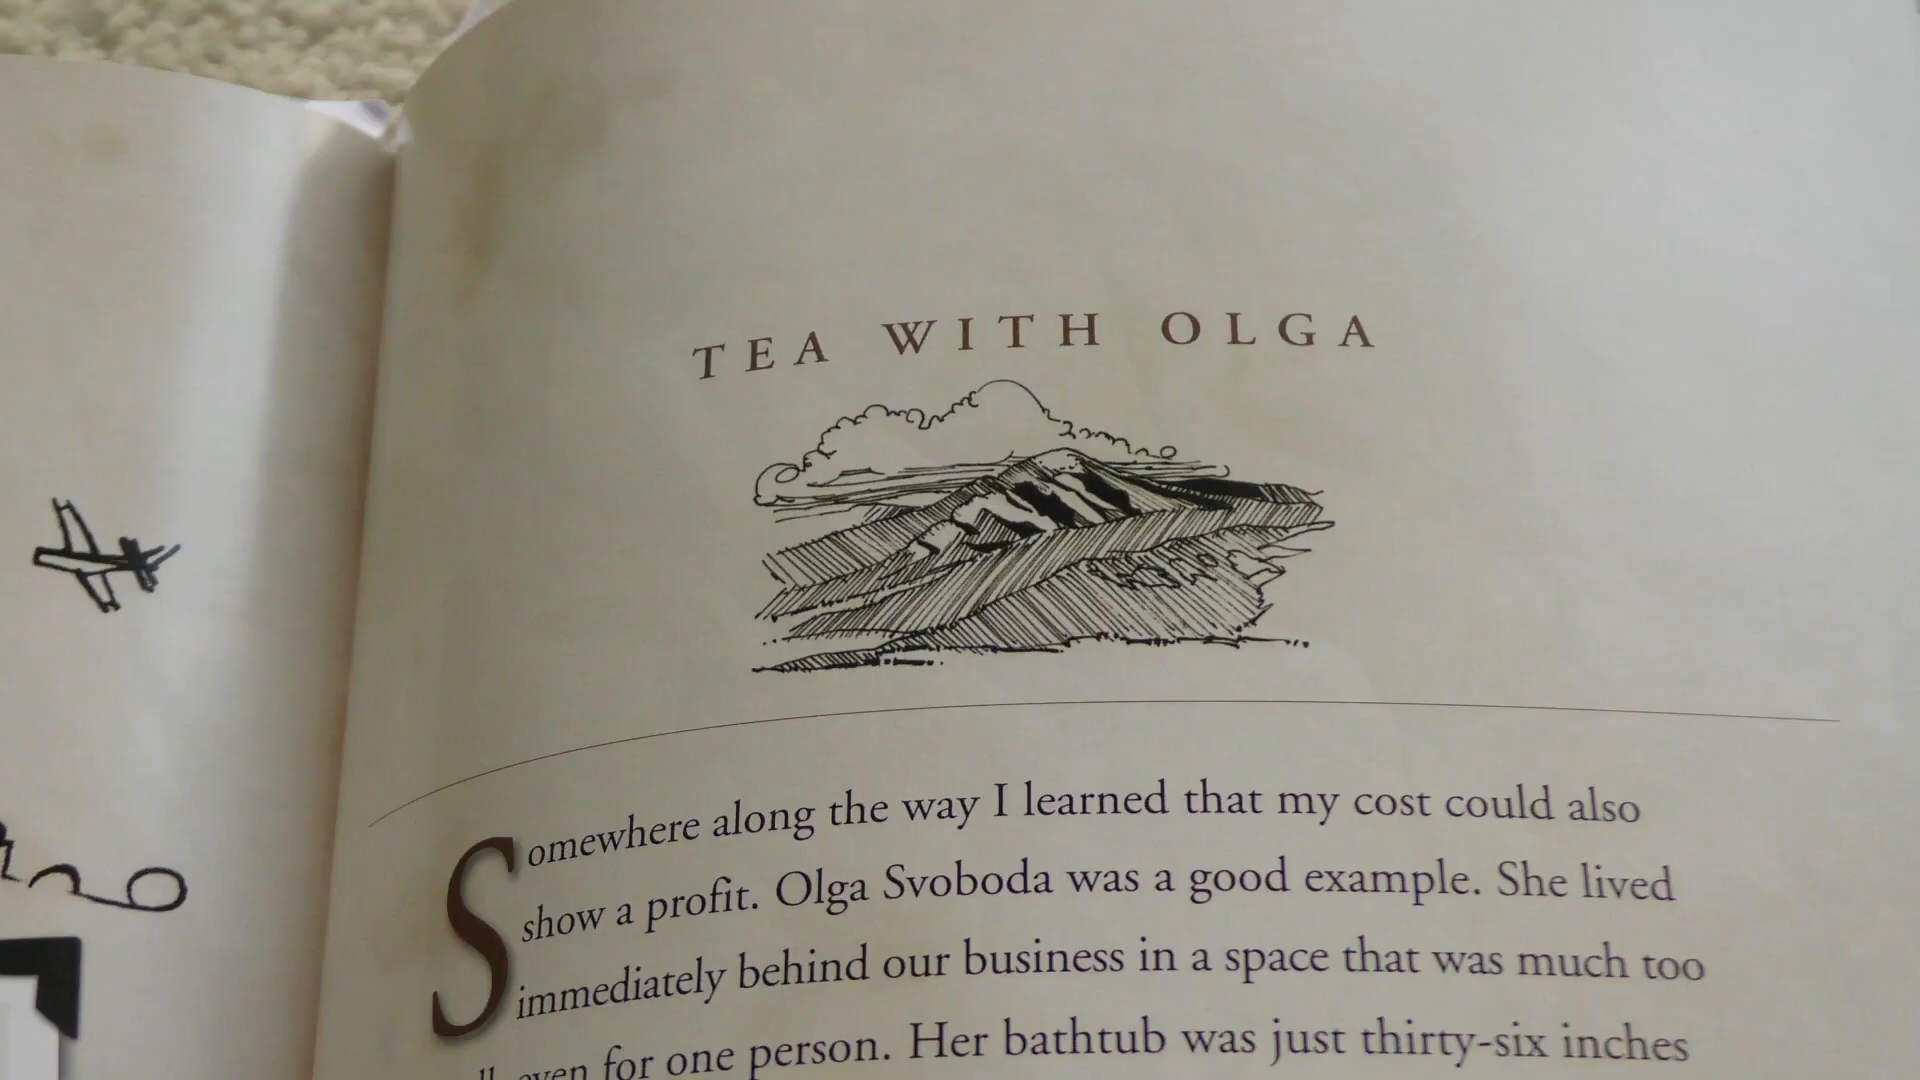 TEA WITH OLGA
Somewhere along the way I learned that my cost could also
show a profit. Olga Svoboda was a good example. She lived
immediately behind our business in a space that was much too
even for one person. Her bathtub was just thirty-six inches